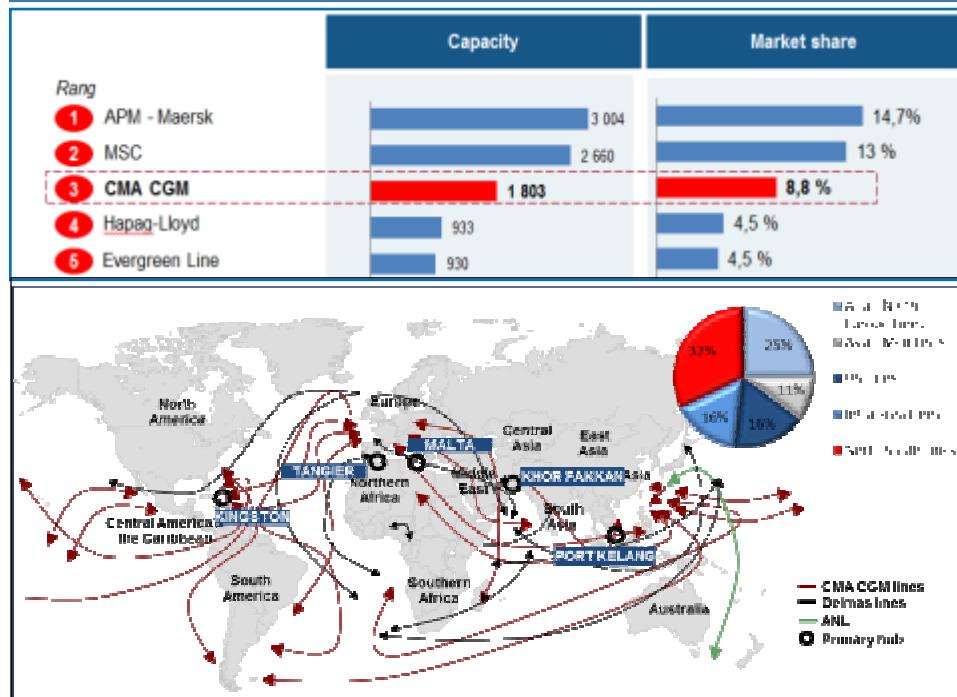 Capacity
Market share
Rang
1 APM - Maersk 3 004 14,7%
2 MSC 2 660 13 %
3 CMA CGM 1 803 8,8 %
4 Hapag-Lloyd 933 4,5 %
5 Evergreen Line 930 4,5 %
32%
25%
11%
16%
16%
North
America
Europe
Central
Asia
East
Asia
MALTA
TANGIER
Northern
Africa
Middle
East
KHOR FAKKAN
Asia
KINGSTON
Central America
the Caribbean
South
Asia
PORT KELANG
South
America
Southern
Africa
Australia
CMA CGM lines
Delmas lines
ANL
Primary hub